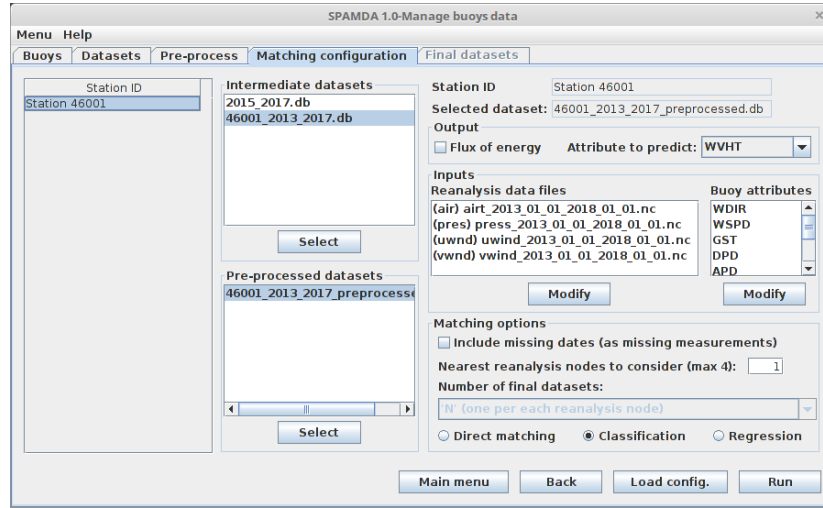 SPAMDA 1.0-Manage buoys data
Menu Help
Buoys Datasets Pre-process Matching configuration Final datasets
Station ID
Station 46001
Intermediate datasets
2015_2017.db
46001_2013_2017.db
Select
Pre-processed datasets
46001_2013_2017_preprocesse
Select
Station ID Station 46001
Selected dataset: 46001_2013_2017_preprocessed.db
Output
Flux of energy Attribute to predict: WVHT
Inputs
Reanalysis data files
(air) airt_2013_01_01_2018_01_01.nc
(pres) press_2013_01_01_2018_01_01.nc
(uwnd) uwind_2013_01_01_2018_01_01.nc
(vwnd) vwind_2013_01_01_2018_01_01.nc
Modify
Buoy attributes
WDIR
WSPD
GST
DPD
APD
Modify
Matching options
Include missing dates (as missing measurements)
Nearest reanalysis nodes to consider (max 4): 1
Number of final datasets:
'N' (one per each reanalysis node)
Direct matching Classification Regression
Main menu Back Load config. Run